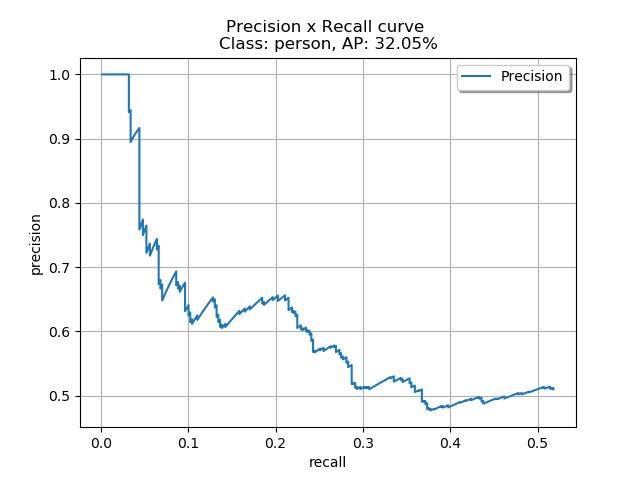 Precision x Recall curve
Class: person, AP: 32.05%
Precision
1.0
0.9
0.8
0.7
0.6
0.5
precision
0.0 0.1 0.2 0.3 0.4 0.5
recall